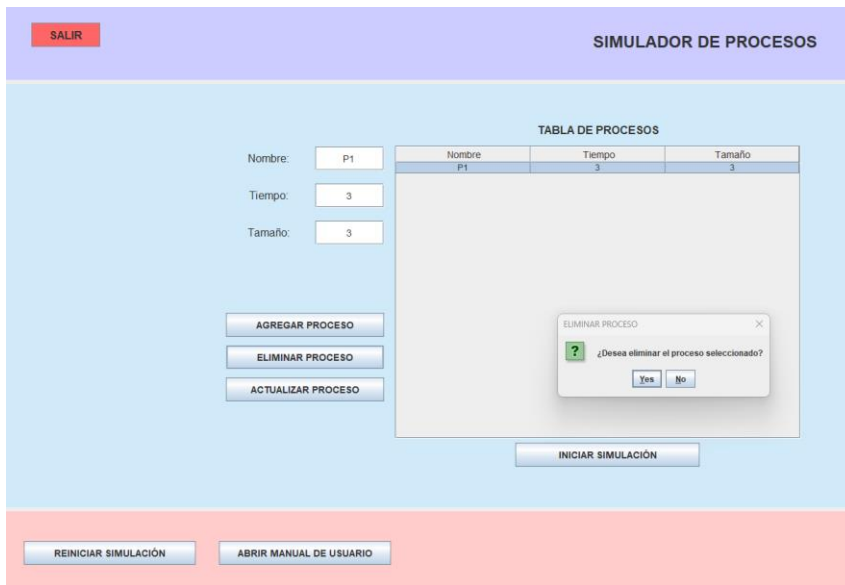 SALIR
SIMULADOR DE PROCESOS
TABLA DE PROCESOS
Nombre: P1
Tiempo: 3
Tamaño: 3
Nombre Tiempo Tamaño
P1 3 3
AGREGAR PROCESO
ELIMINAR PROCESO
ACTUALIZAR PROCESO
ELIMINAR PROCESO
?
¿Desea eliminar el proceso seleccionado?
Yes No
INICIAR SIMULACIÓN
REINICIAR SIMULACIÓN ABRIR MANUAL DE USUARIO